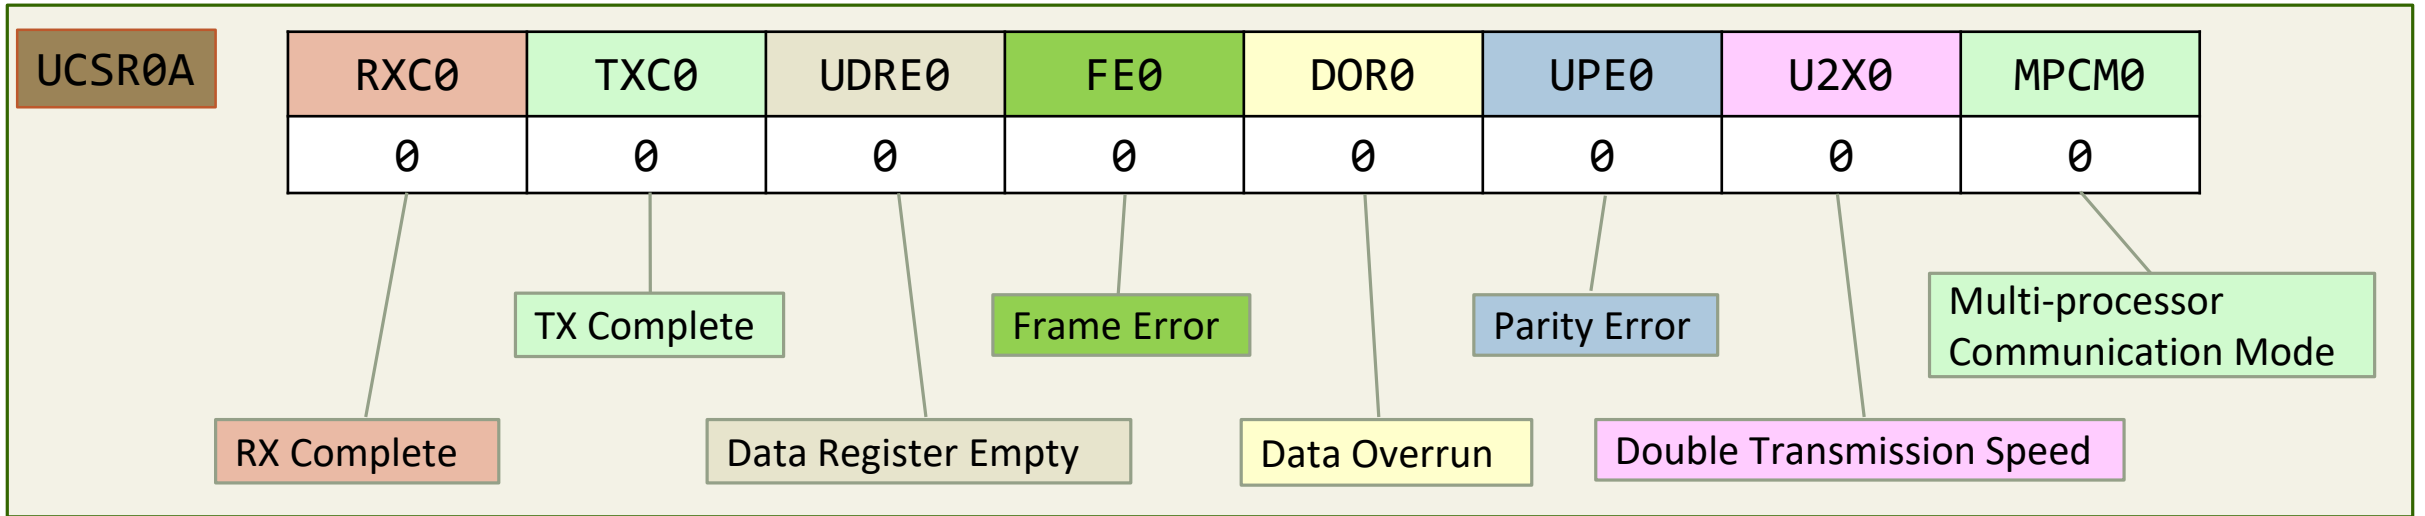 UCSR0A
RXC0 TXC0 UDRE0 FE0 DOR0 UPE0 U2X0 MPCM0
0 0 0 0 0 0 0 0
Multi-processor
Communication Mode
TX Complete
Frame Error
Parity Error
RX Complete
Data Register Empty
Data Overrun
Double Transmission Speed